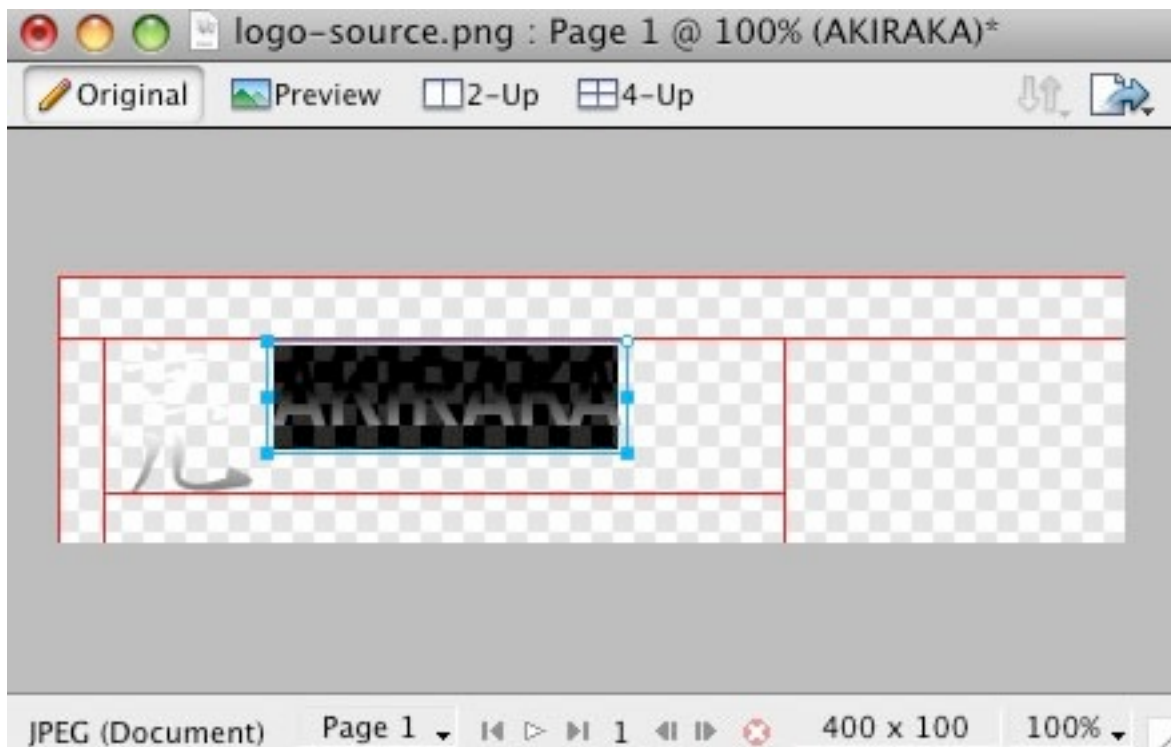 logo-source.png : Page 1 @ 100% (AKIRAKA)*
Original Preview 2-Up 4-Up
AKIRAKA
JPEG (Document) Page 1 1 400 x 100 100%